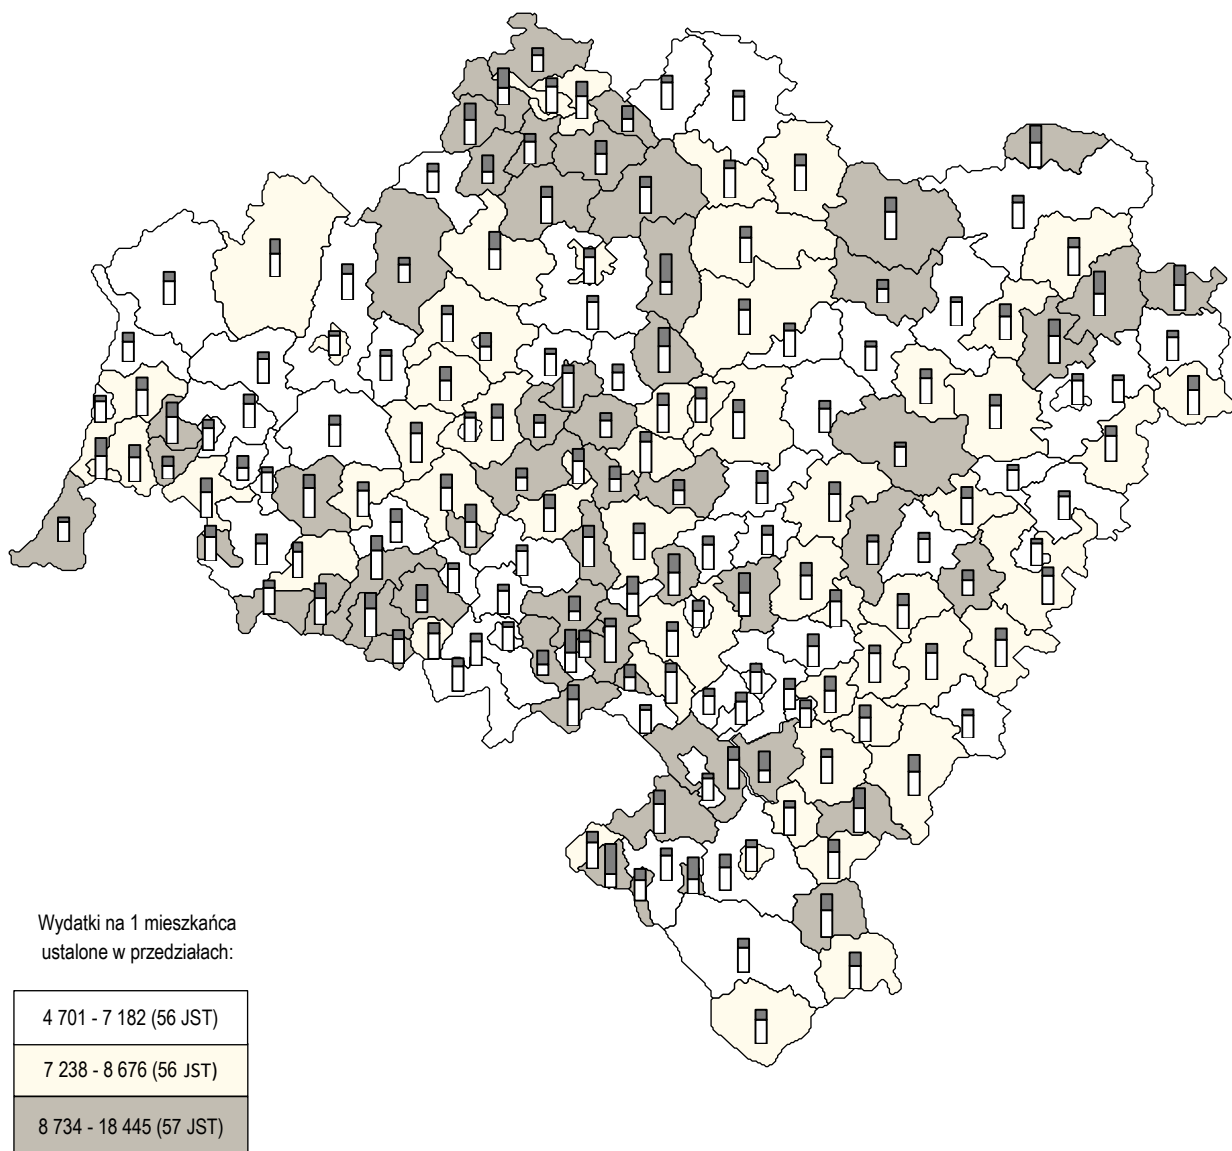 Wydatki na 1 mieszkańca
ustalone w przedziałach:
4 701 - 7 182 (56 JST)
7 238 - 8 676 (56 JST)
8 734 - 18 445 (57 JST)